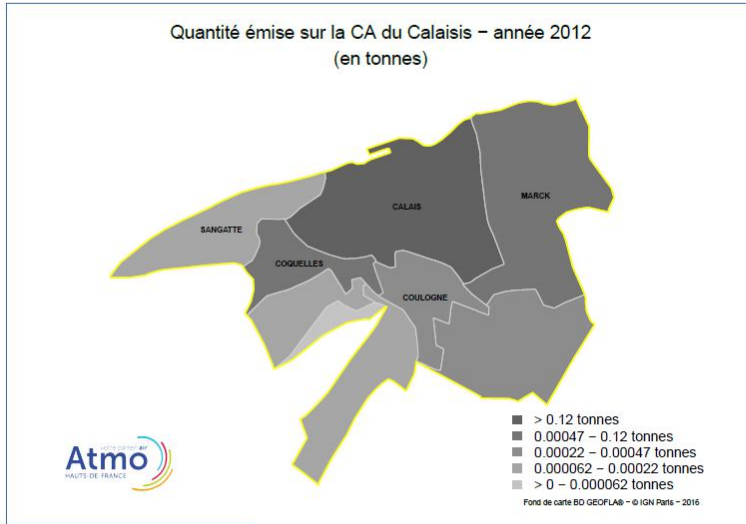 Quantité émise sur la CA du Calaisis − année 2012
(en tonnes)
CALAIS
MARCK
SANGATTE
COQUELLES
COULOGNE
> 0.12 tonnes
0.00047 − 0.12 tonnes
0.00022 − 0.00047 tonnes
0.000062 − 0.00022 tonnes
> 0 − 0.000062 tonnes
Fond de carte BD GEOFLA® − © IGN Paris − 2016
Atmo
HAUTS-DE-FRANCE